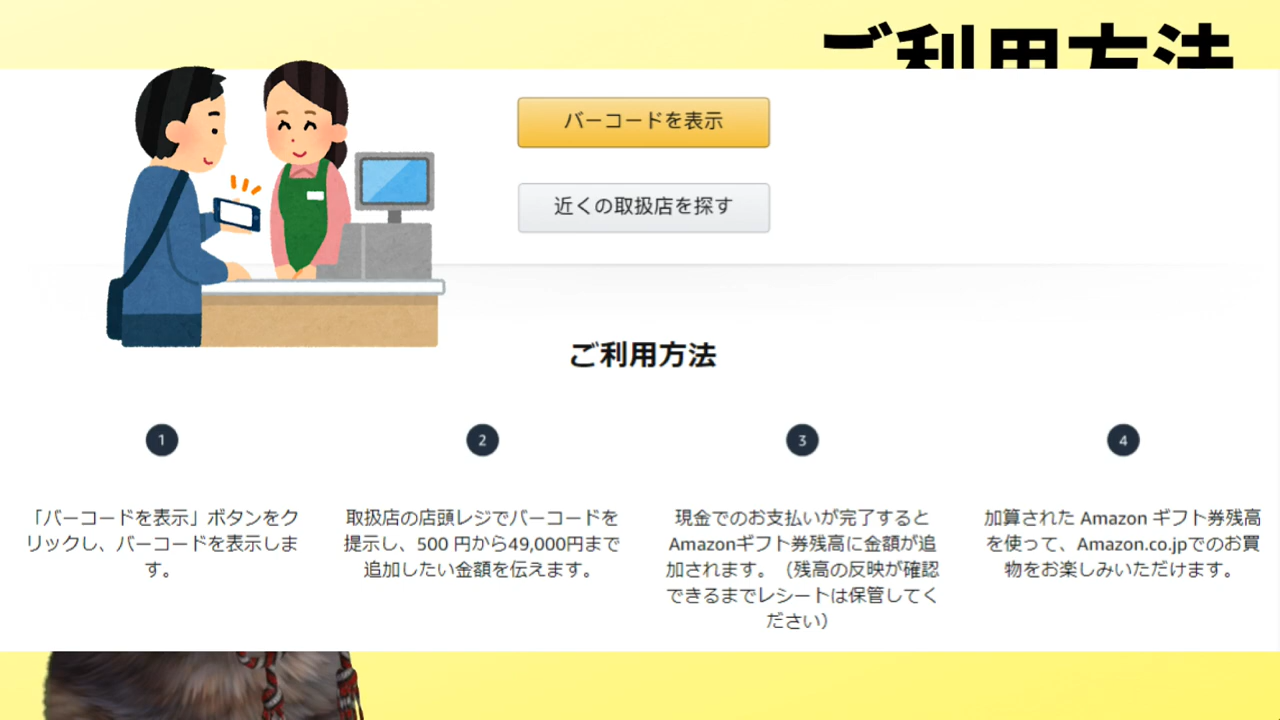 ご利用方法
バーコードを表示
近くの取扱店を探す
ご利用方法
1
「バーコードを表示」ボタンをク
リックし、バーコードを表示しま
す。
2
取扱店の店頭レジでバーコードを
提示し、500 円から49,000円まで
追加したい金額を伝えます。
3
現金でのお支払いが完了すると
Amazonギフト券残高に金額が追
加されます。（残高の反映が確認
できるまでレシートは保管してく
ださい）
4
加算された Amazon ギフト券残高
を使って、Amazon.co.jpでのお買
物をお楽しみいただけます。